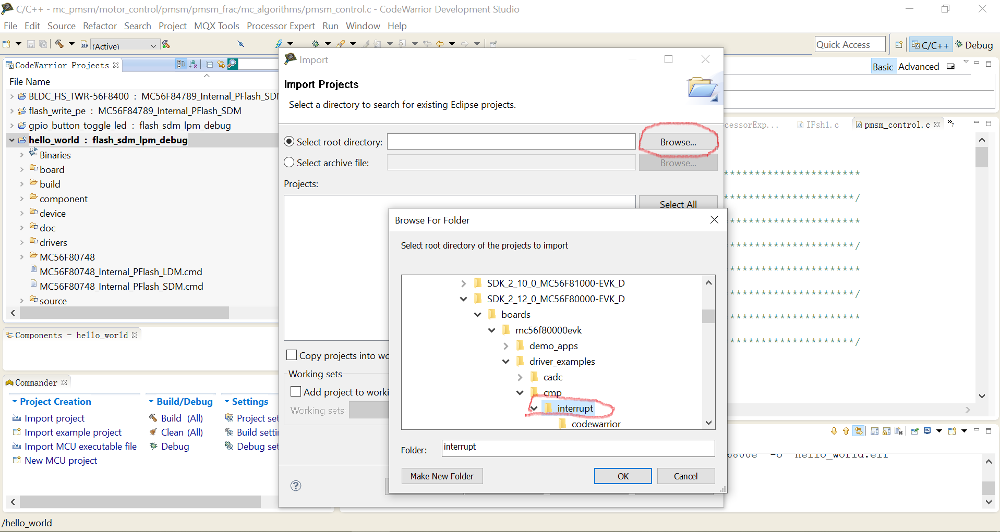 C/C++ - mc_pmsm/motor_control/pmsm/pmsm_frac/mc_algorithms/pmsm_control.c - CodeWarrior Development Studio
File Edit Source Refactor Search Project MQX Tools Processor Expert Run Window Help
(Active)
Quick Access
C/C++
Debug
CodeWarrior Projects
Basic
Advanced
File Name
BLDC_HS_TWR-56F8400 : MC56F84789_Internal_PFlash_SDM
flash_write_pe : MC56F84789_Internal_PFlash_SDM
gpio_button_toggle_led : flash_sdm_lpm_debug
hello_world : flash_sdm_lpm_debug
Binaries
board
build
component
device
doc
drivers
MC56F80748
MC56F80748_Internal_PFlash_LDM.cmd
MC56F80748_Internal_PFlash_SDM.cmd
source
Components - hello_world
Commander
Project Creation
Import project
Import example project
Import MCU executable file
New MCU project
Build/Debug
Build (All)
Clean (All)
Debug
Settings
Project set
Build setti
Debug set
/hello_world
Import
Import Projects
Select a directory to search for existing Eclipse projects.
Select root directory:
Browse...
Select archive file:
Browse...
Projects:
Select All
Copy projects into wo
Working sets
Add project to worki
Working sets:
Browse For Folder
Select root directory of the projects to import
SDK_2_10_0_MC56F81000-EVK_D
SDK_2_12_0_MC56F80000-EVK_D
boards
mc56f80000evk
demo_apps
driver_examples
cadc
cmp
interrupt
codewarrior
Folder:
interrupt
Make New Folder
OK
Cancel
cessorExp...
IFsh1.c
pmsm_control.c
»7
***********************
**********************/
***********************
**********************/
***********************
**********************/
***********************
**********************/
6800e -o hello_world.elf